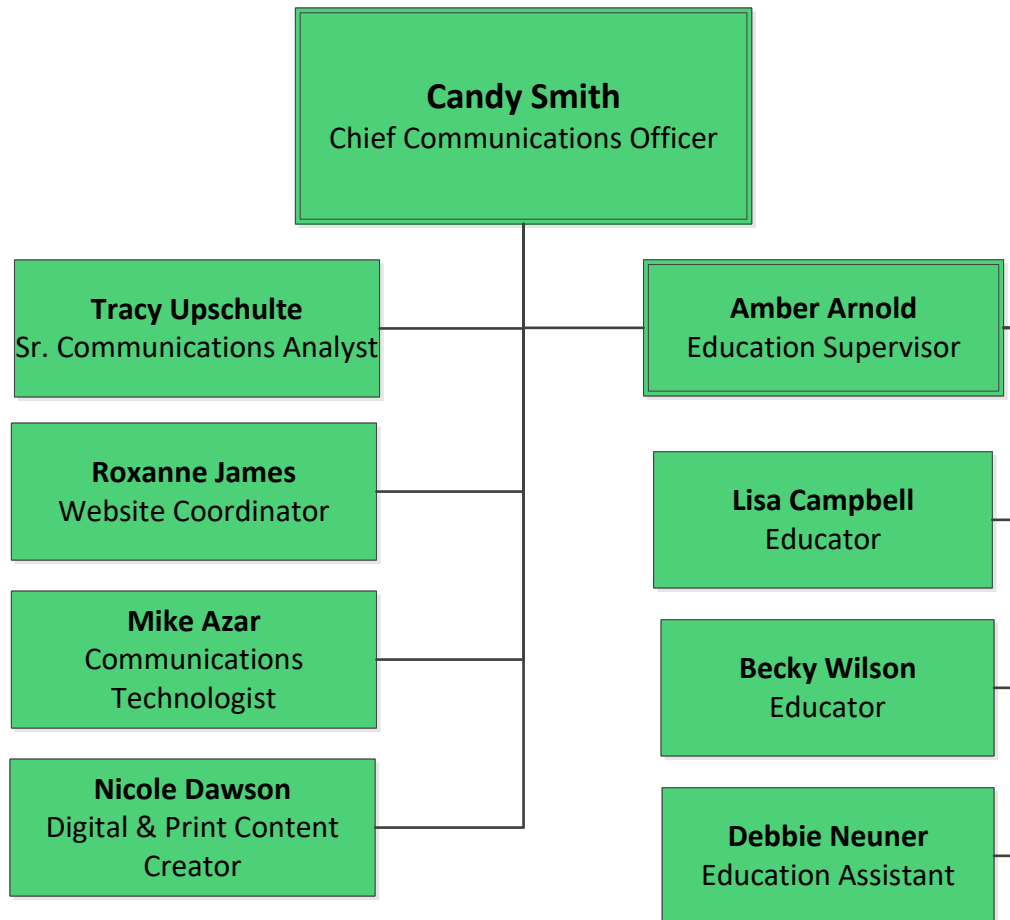 Candy Smith
Chief Communications Officer
Tracy Upschulte
Sr. Communications Analyst
Amber Arnold
Education Supervisor
Roxanne James
Website Coordinator
Lisa Campbell
Educator
Mike Azar
Communications
Technologist
Becky Wilson
Educator
Nicole Dawson
Digital & Print Content
Creator
Debbie Neuner
Education Assistant